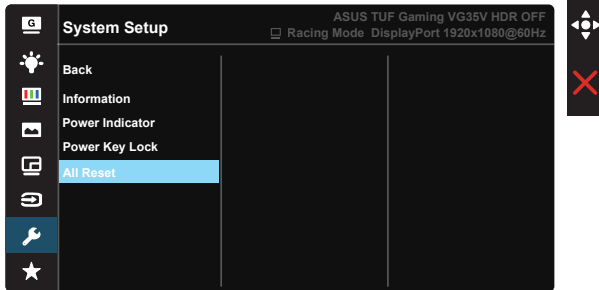 G
System Setup
ASUS TUF Gaming VG35V HDR OFF
Racing Mode DisplayPort 1920x1080@60Hz
Back
Information
Power Indicator
Power Key Lock
All Reset